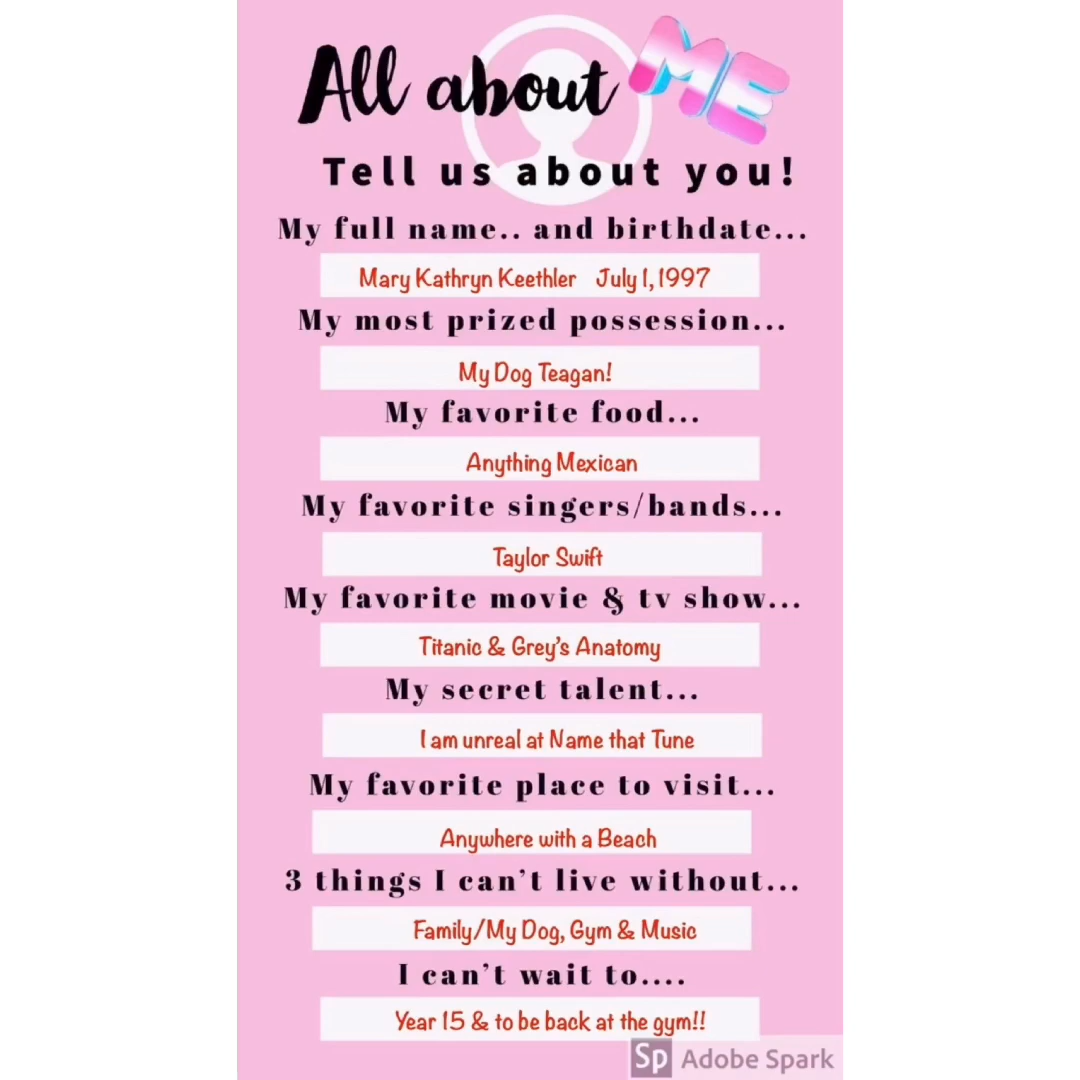 All about ME
Tell us about you!
My full name.. and birthdate...
Mary Kathryn Keethler July 1, 1997
My most prized possession...
My Dog Teagan!
My favorite food...
Anything Mexican
My favorite singers/bands...
Taylor Swift
My favorite movie & tv show...
Titanic & Grey's Anatomy
My secret talent...
I am unreal at Name that Tune
My favorite place to visit...
Anywhere with a Beach
3 things I can't live without...
Family/My Dog, Gym & Music
I can't wait to....
Year 15 & to be back at the gym!!
Sp Adobe Spark